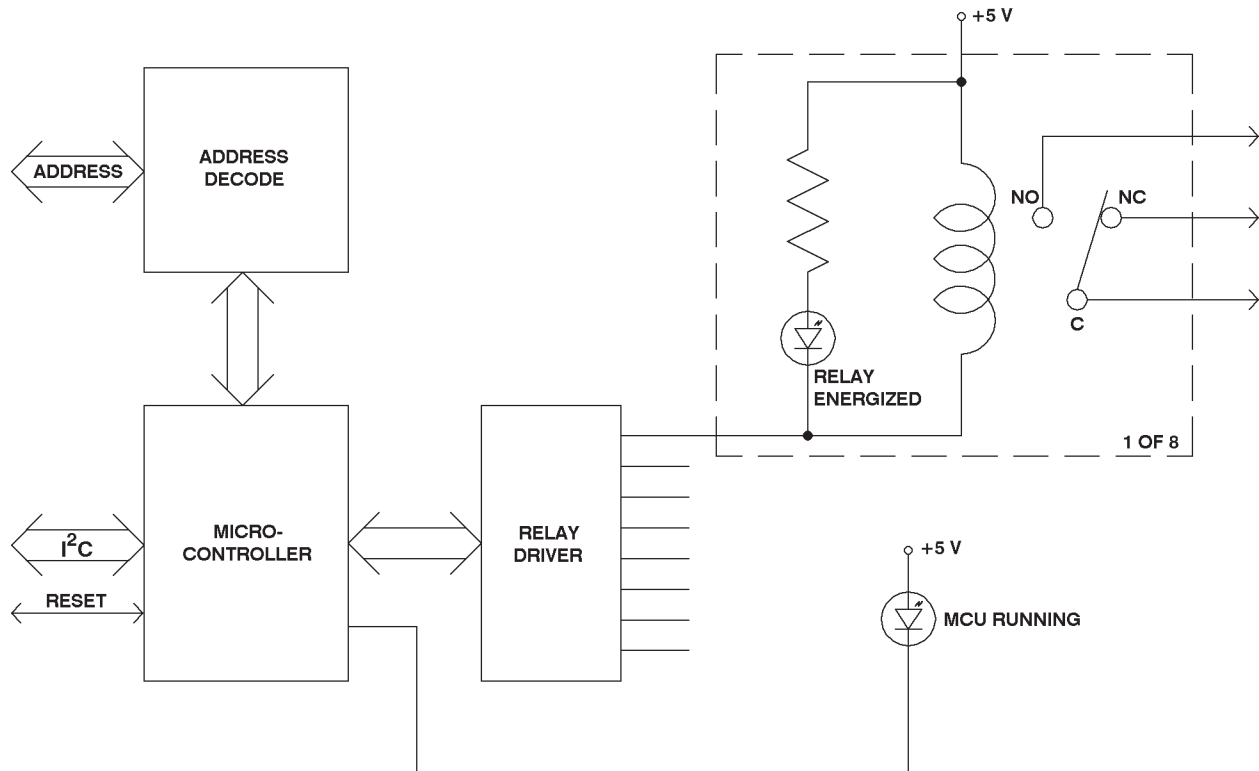 +5 V
ADDRESS
ADDRESS
DECODE
NO
NC
C
RELAY
ENERGIZED
1 OF 8
I²C
MICRO-
CONTROLLER
RELAY
DRIVER
RESET
+5 V
MCU RUNNING